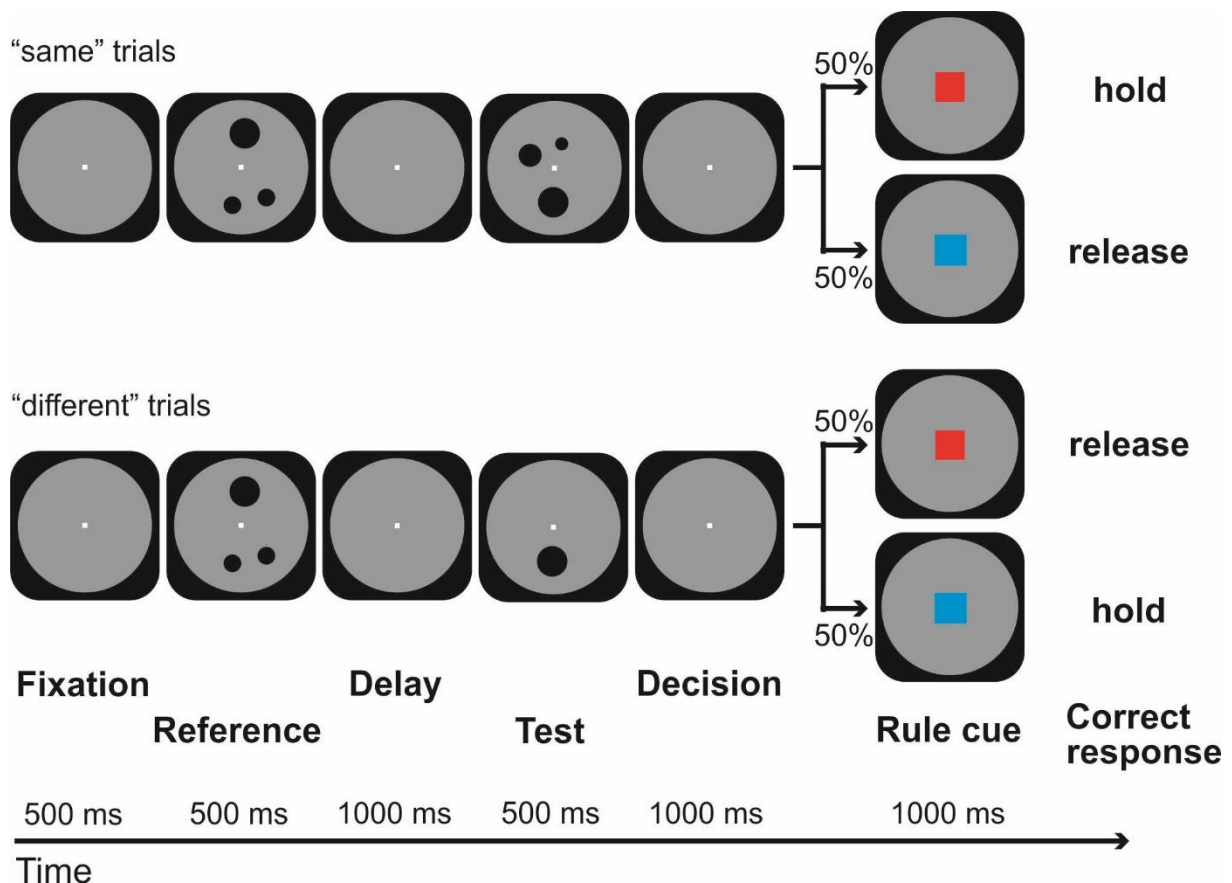 “same” trials
50%
hold
50%
release
“different” trials
50%
release
50%
hold
Fixation
Reference
Delay
Test
Decision
Rule cue
Correct
response
500 ms
500 ms
1000 ms
500 ms
1000 ms
1000 ms
Time